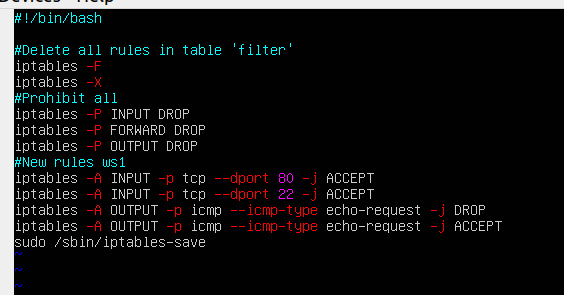 #!/bin/bash
#Delete all rules in table 'filter'
iptables -F
iptables -X
#Prohibit all
iptables -P INPUT DROP
iptables -P FORWARD DROP
iptables -P OUTPUT DROP
#New rules ws1
iptables -A INPUT -p tcp --dport 80 -j ACCEPT
iptables -A INPUT -p tcp --dport 22 -j ACCEPT
iptables -A OUTPUT -p icmp --icmp-type echo-request -j DROP
iptables -A OUTPUT -p icmp --icmp-type echo-request -j ACCEPT
sudo /sbin/iptables-save
~
~
~